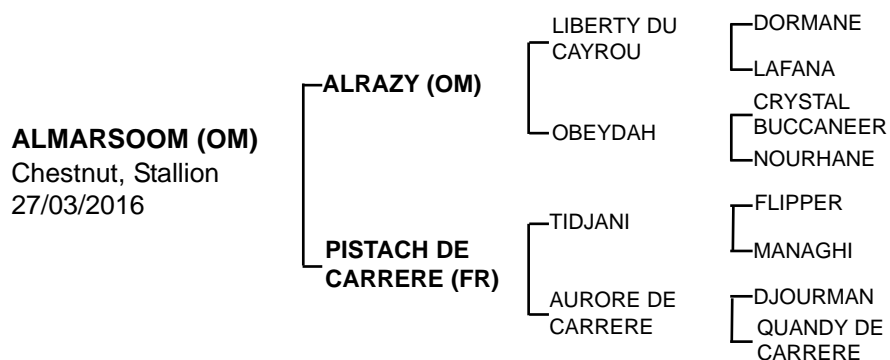 ALMARSOOM (OM)
Chestnut, Stallion
27/03/2016
ALRAZY (OM)
PISTACH DE
CARRERE (FR)
LIBERTY DU
CAYROU
OBEYDAH
TIDJANI
AURORE DE
CARRERE
DORMANE
LAFANA
CRYSTAL
BUCCANEER
NOURHANE
FLIPPER
MANAGHI
DJOURMAN
QUANDY DE
CARRERE